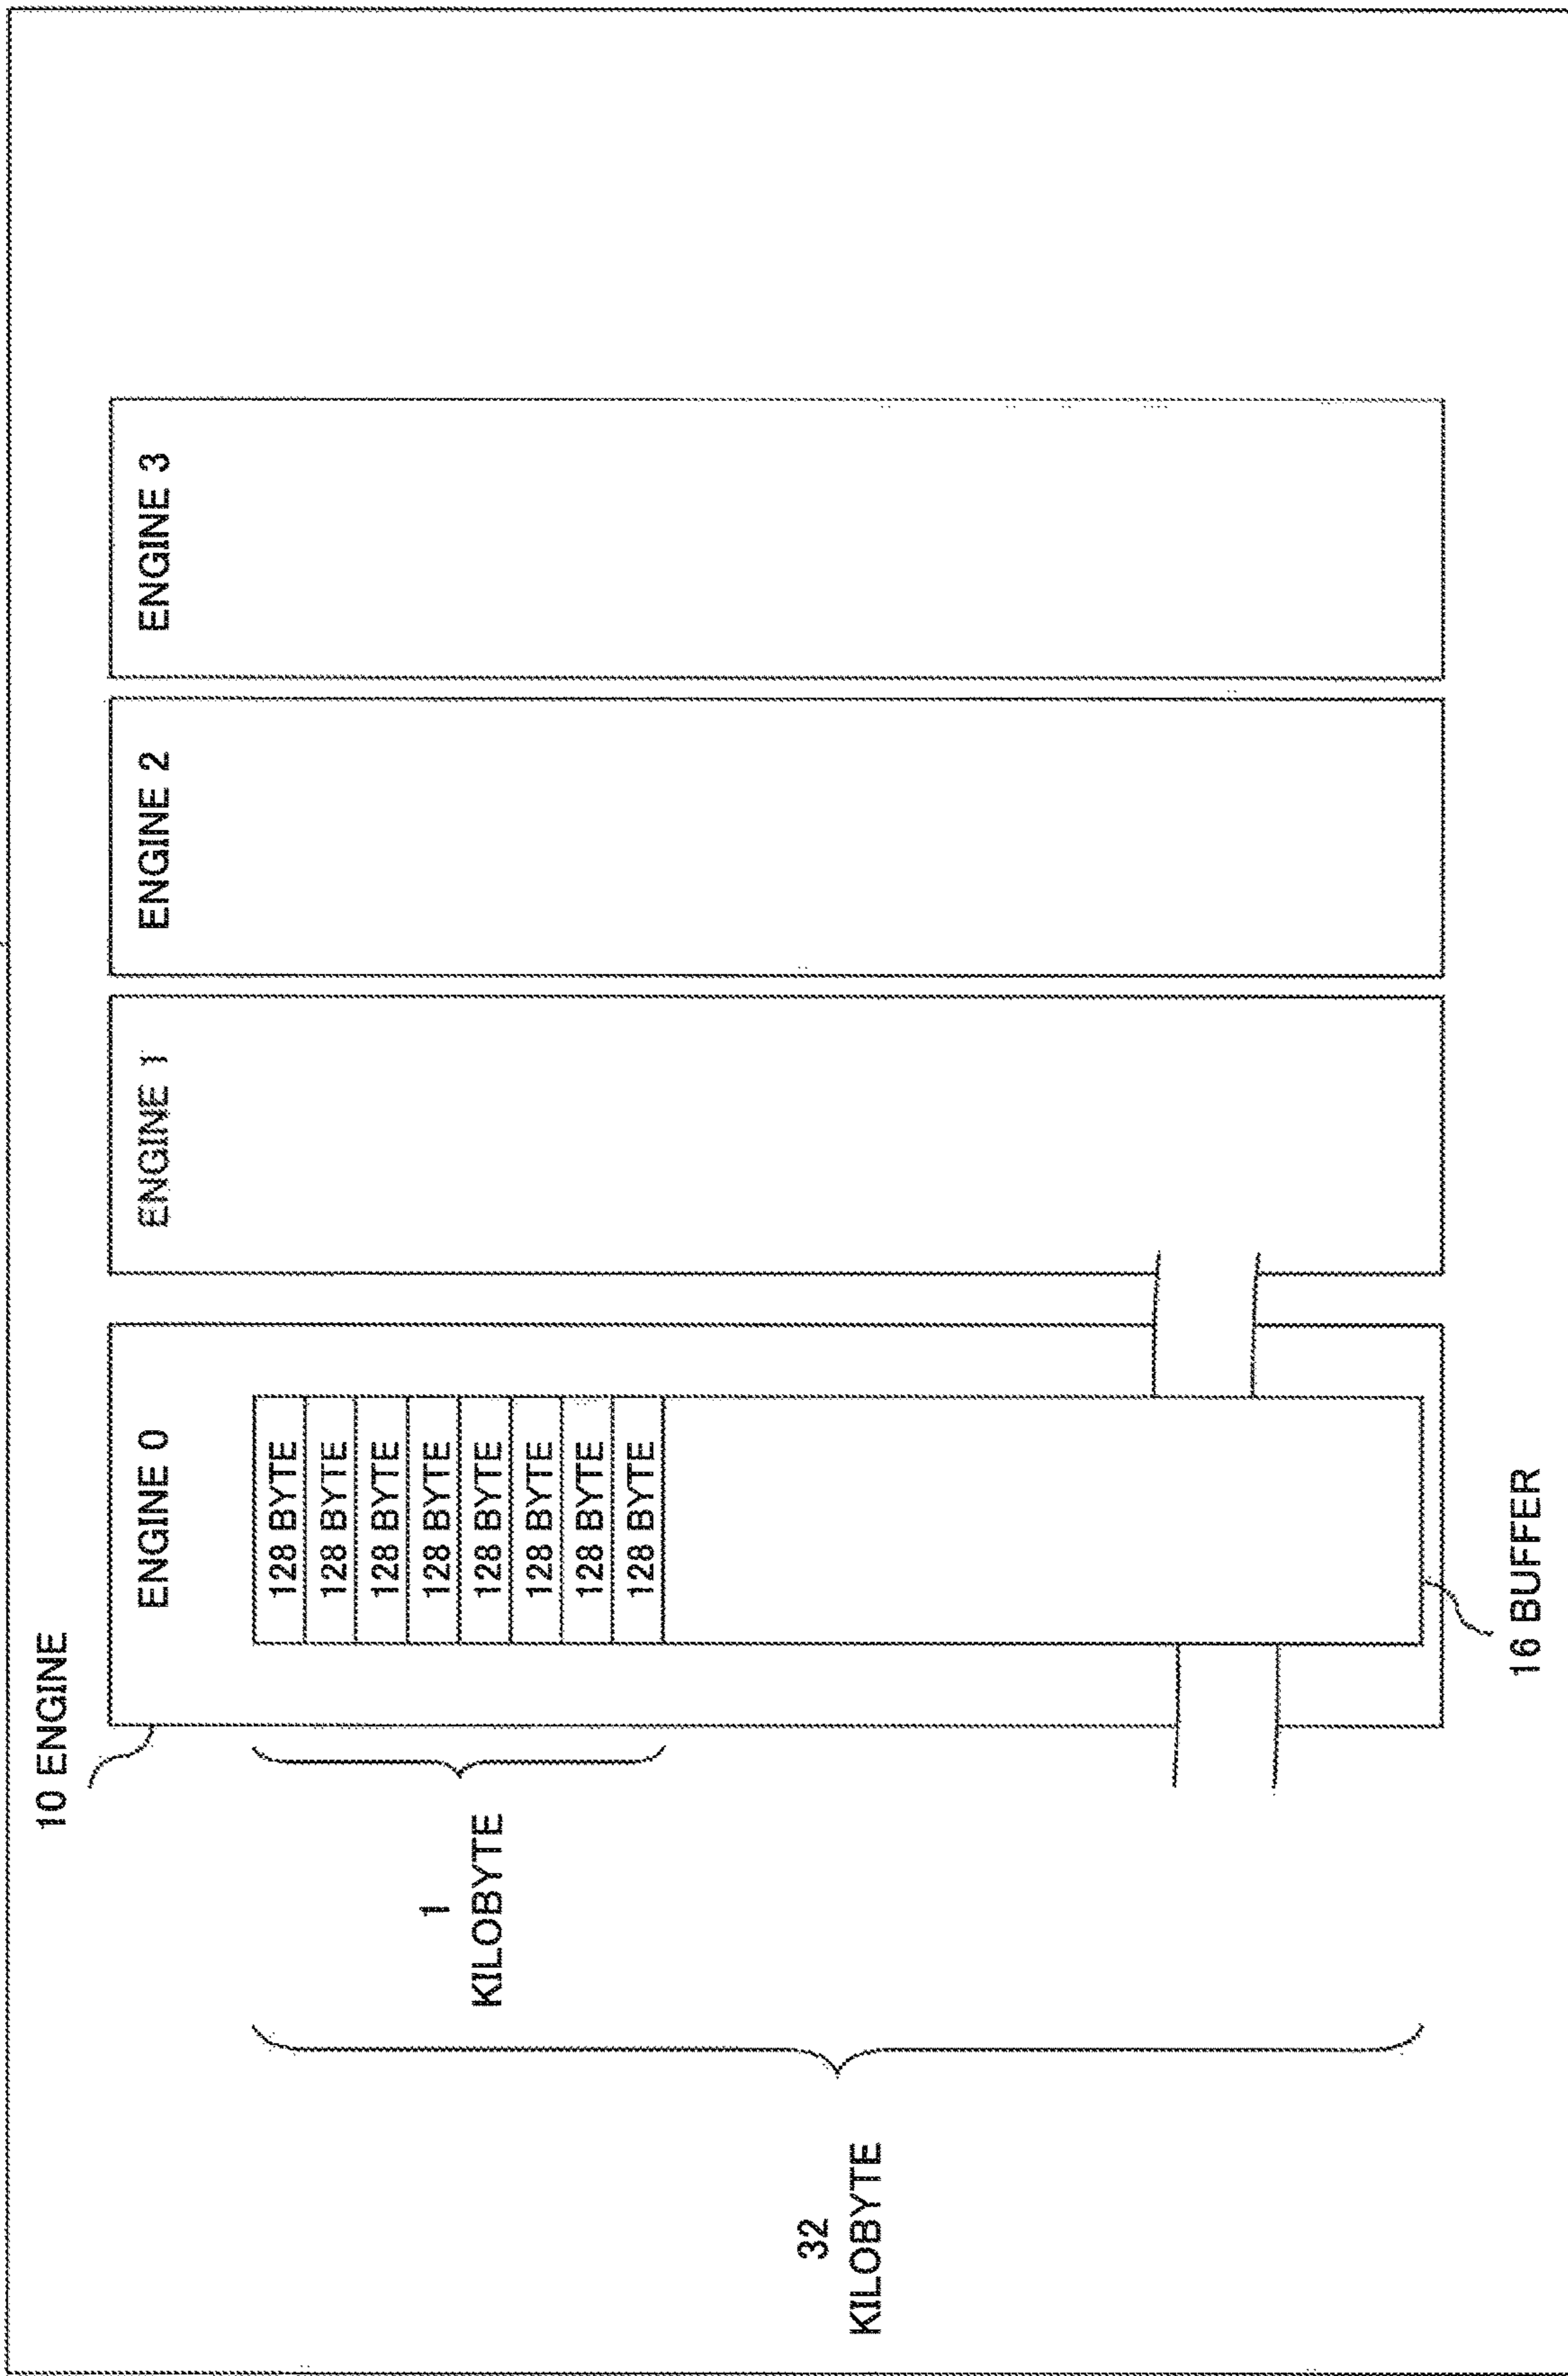 10 ENGINE
ENGINE 0
ENGINE 1
ENGINE 2
ENGINE 3
128 BYTE
128 BYTE
128 BYTE
128 BYTE
128 BYTE
128 BYTE
128 BYTE
128 BYTE
1
KILOBYTE
32
KILOBYTE
16 BUFFER